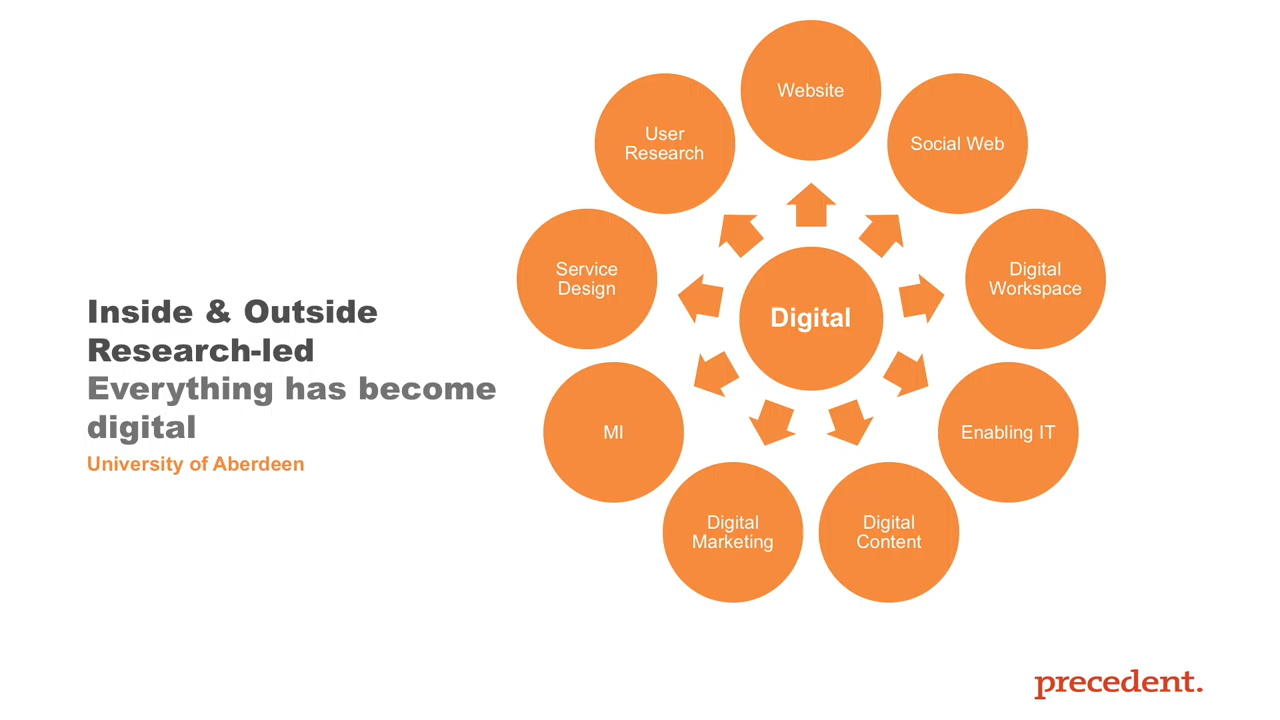 Inside & Outside
Research-led
Everything has become
digital
University of Aberdeen
Website
Social Web
Digital
Workspace
Enabling IT
Digital
Content
Digital
Marketing
MI
Service
Design
User
Research
Digital
precedent.